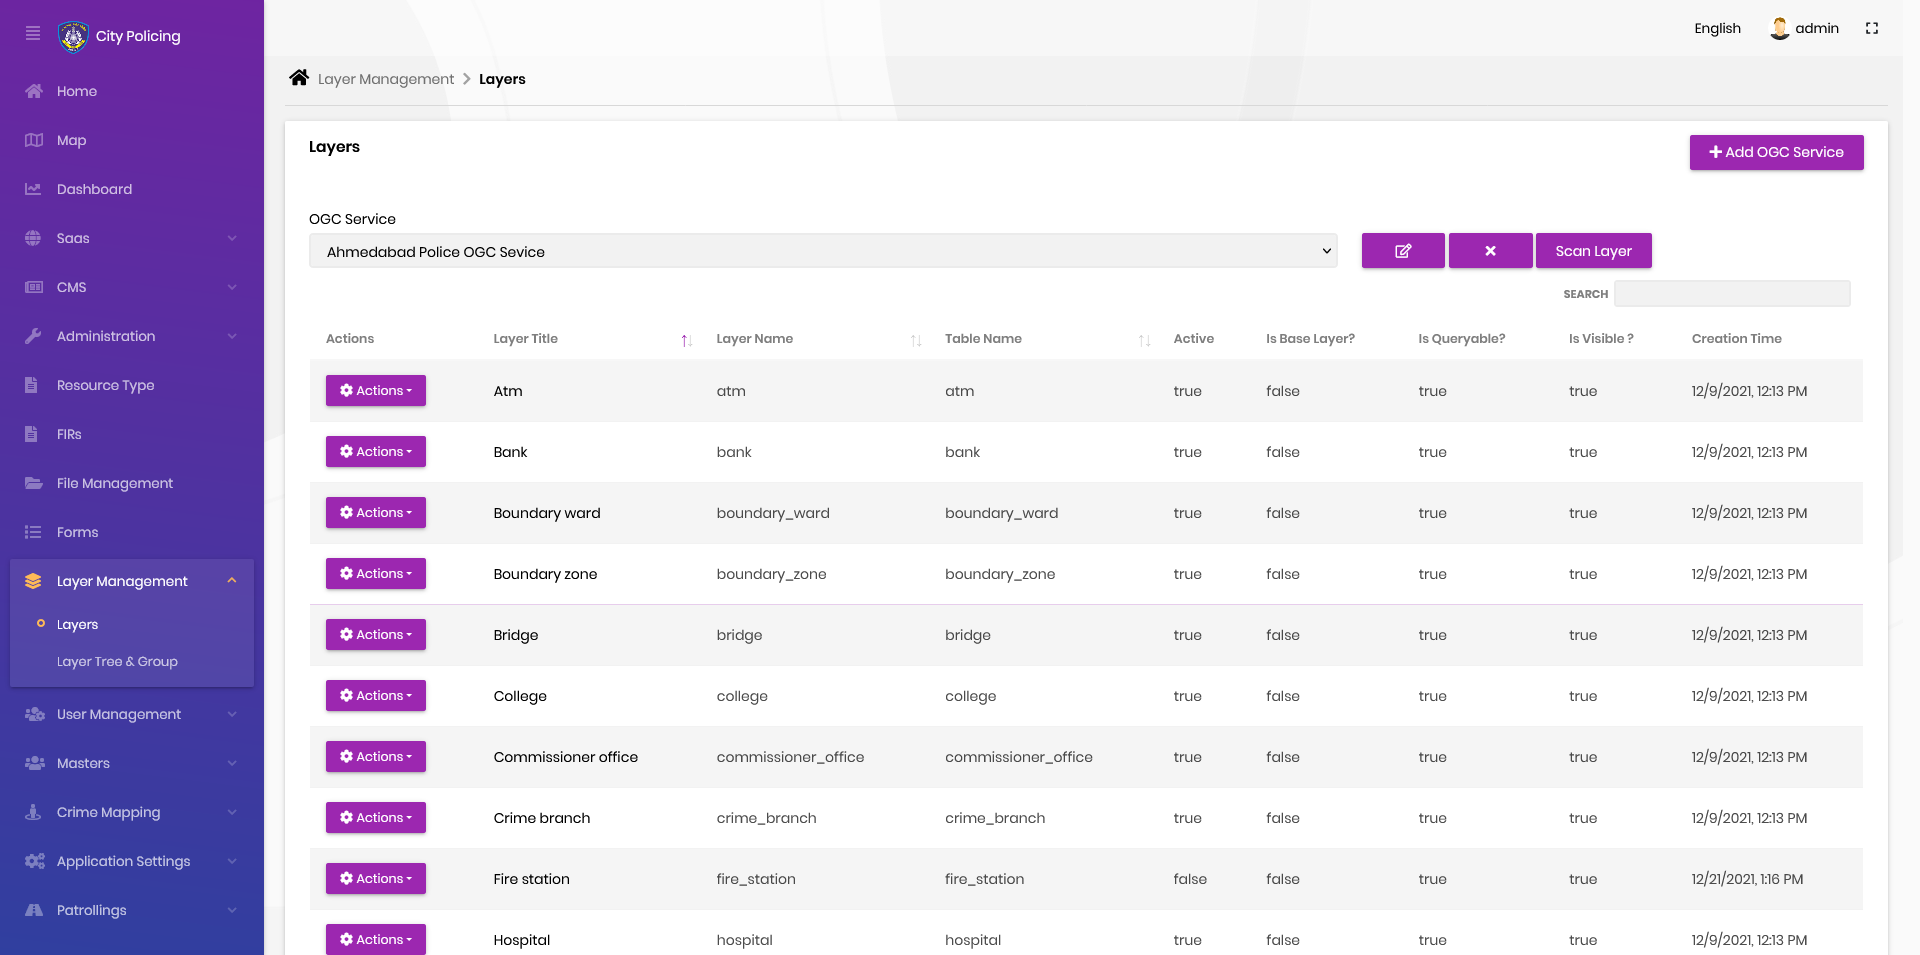 City Policing
English
admin
Home
Map
Dashboard
Saas
CMS
Administration
Resource Type
FIRs
File Management
Forms
Layer Management
Layers
Layer Tree & Group
User Management
Masters
Crime Mapping
Application Settings
Patrollings
Layer Management Layers
Layers
Add OGC Service
OGC Service
Ahmedabad Police OGC Sevice
Scan Layer
SEARCH
Actions Layer Title Layer Name Table Name Active Is Base Layer? Is Queryable? Is Visible ? Creation Time
Actions Atm atm atm true false true true 12/9/2021, 12:13 PM
Actions Bank bank bank true false true true 12/9/2021, 12:13 PM
Actions Boundary ward boundary_ward boundary_ward true false true true 12/9/2021, 12:13 PM
Actions Boundary zone boundary_zone boundary_zone true false true true 12/9/2021, 12:13 PM
Actions Bridge bridge bridge true false true true 12/9/2021, 12:13 PM
Actions College college college true false true true 12/9/2021, 12:13 PM
Actions Commissioner office commissioner_office commissioner_office true false true true 12/9/2021, 12:13 PM
Actions Crime branch crime_branch crime_branch true false true true 12/9/2021, 12:13 PM
Actions Fire station fire_station fire_station false false true true 12/21/2021, 1:16 PM
Actions Hospital hospital hospital true false true true 12/9/2021, 12:13 PM